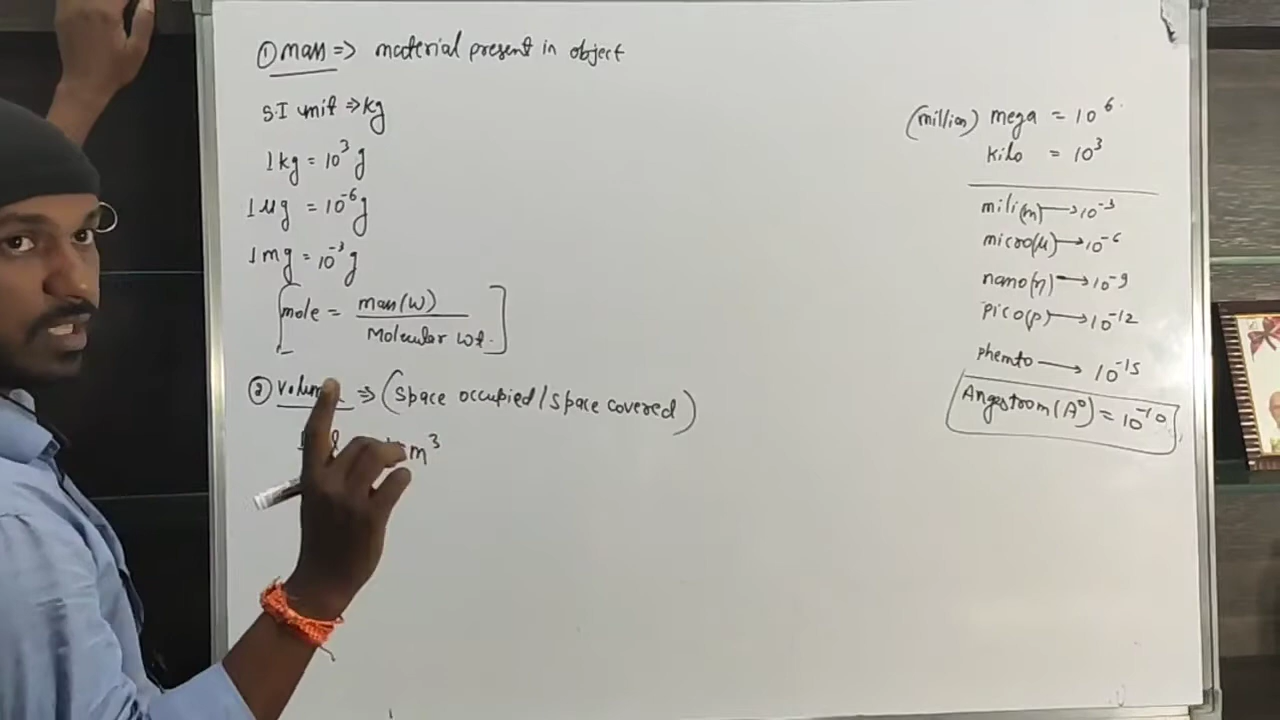 ① mass => material present in object
S.I unit => kg
1 kg = 10³ g
1 μg = 10⁻⁶ g
1 mg = 10⁻³ g
[mole = mass(W) / Molecular wt.]
② Volume => (space occupied / space covered)
m³
(million) mega = 10⁶
kilo = 10³
mili(m) → 10⁻³
micro(μ) → 10⁻⁶
nano(η) → 10⁻⁹
pico(p) → 10⁻¹²
phemto → 10⁻¹⁵
Angestrom (A⁰) = 10⁻¹⁰